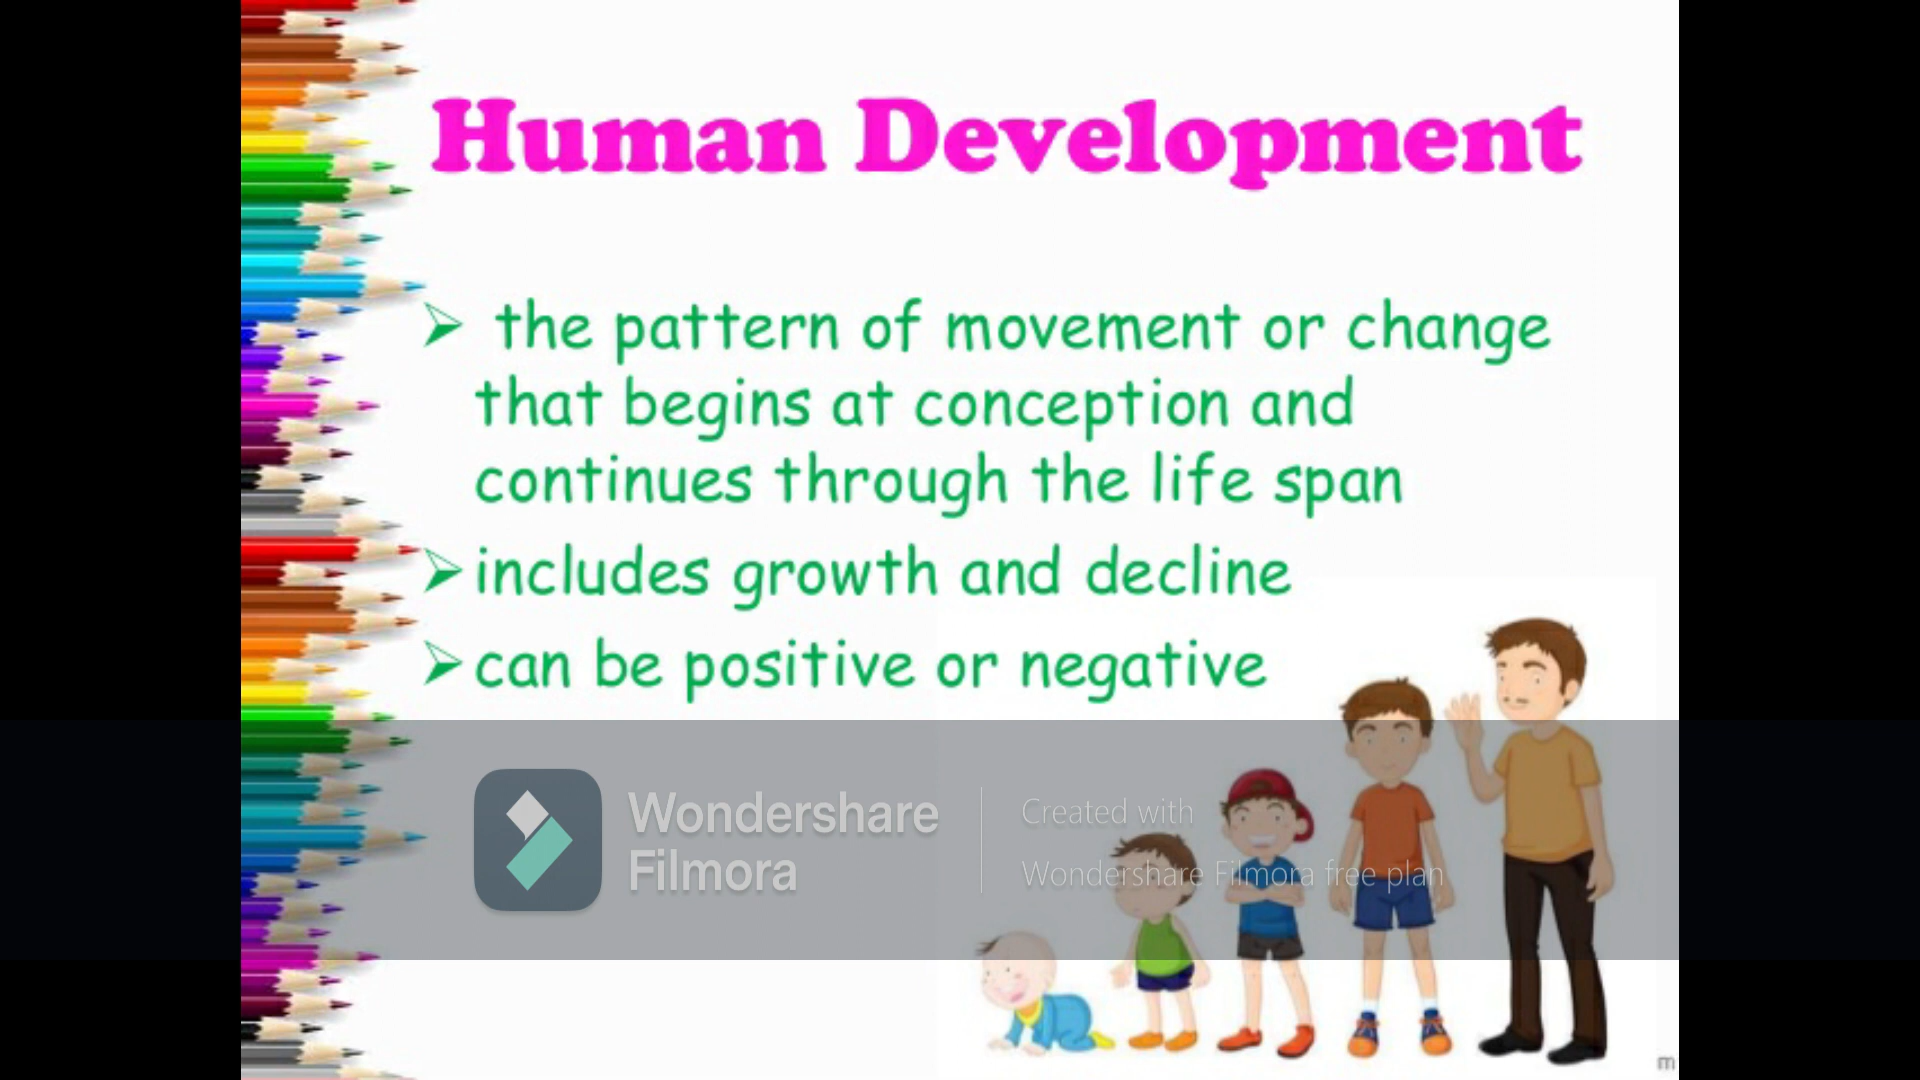 Human Development
➢ the pattern of movement or change
that begins at conception and
continues through the life span
➢ includes growth and decline
➢ can be positive or negative
Wondershare
Filmora
Created with
Wondershare Filmora free plan
m